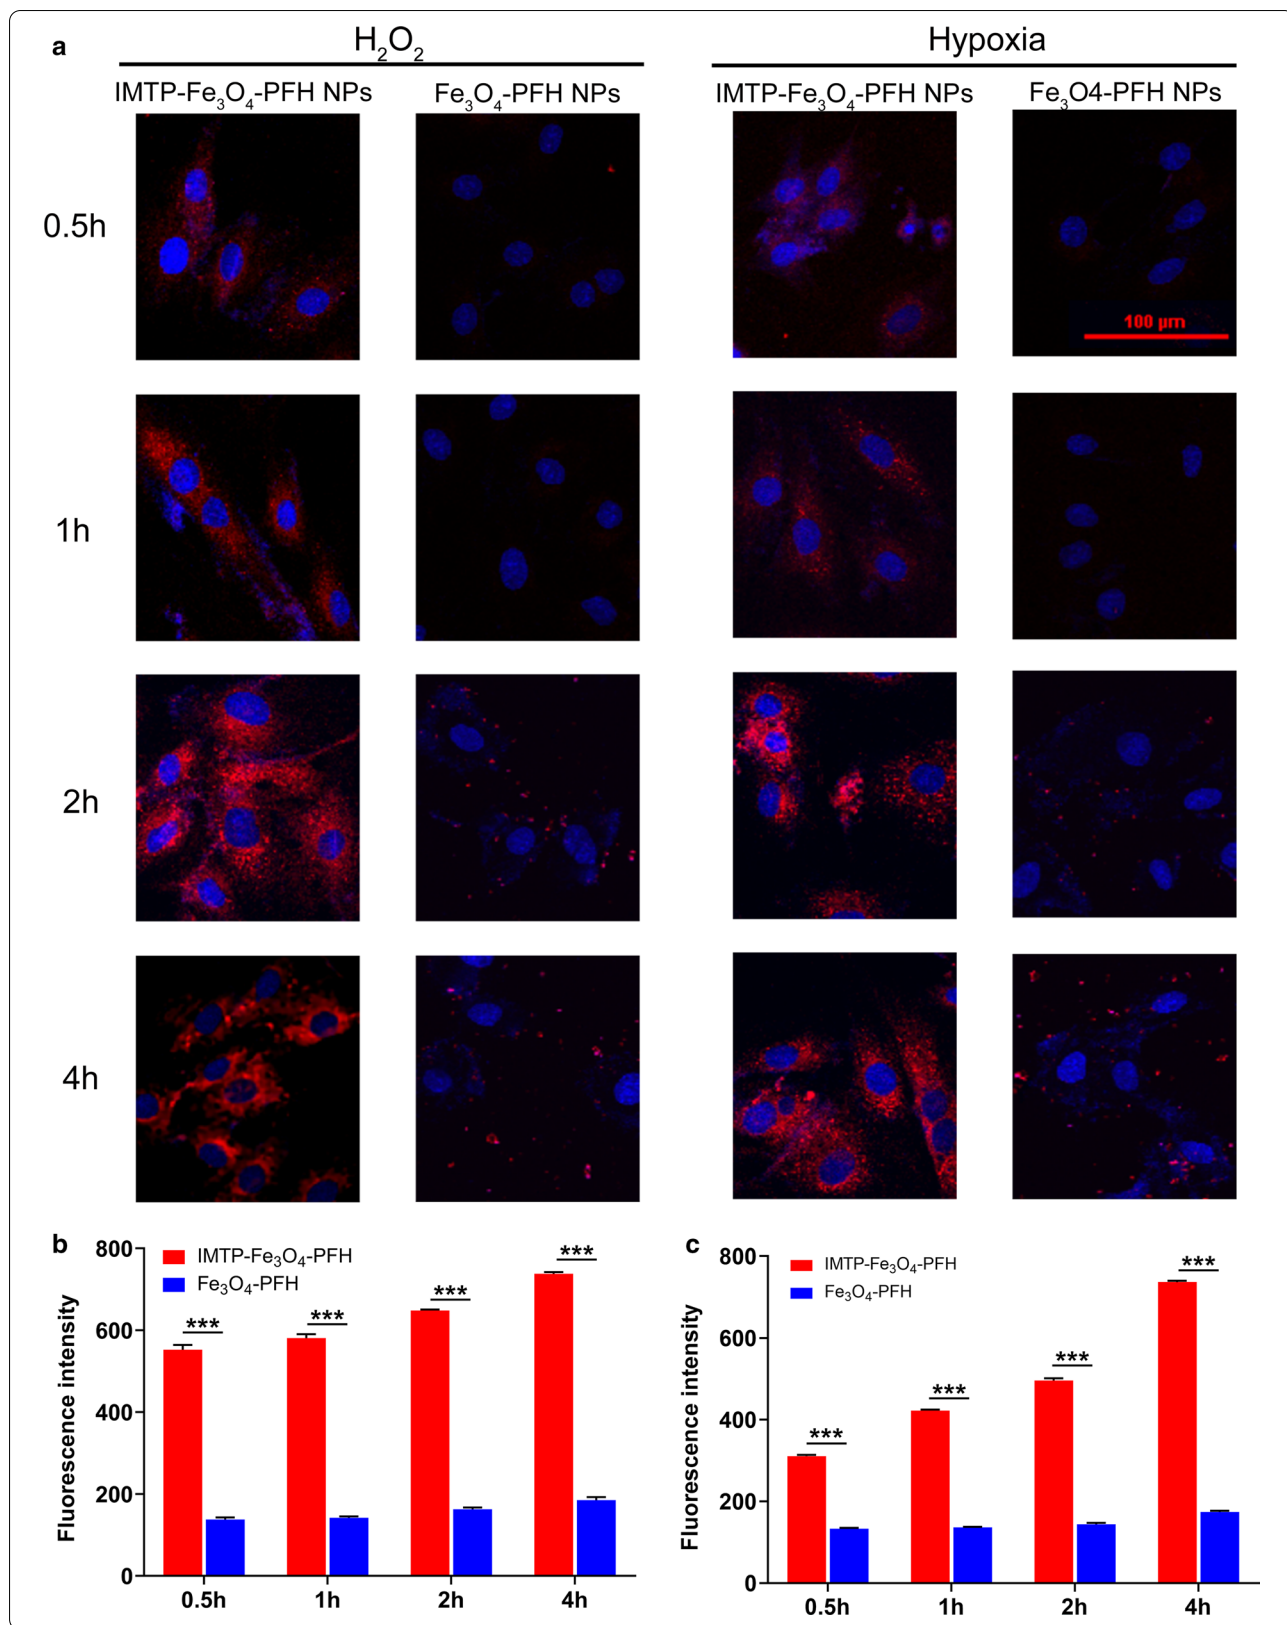 a
H₂O₂
Hypoxia
IMTP-Fe₃O₄-PFH NPs
Fe₃O₄-PFH NPs
IMTP-Fe₃O₄-PFH NPs
Fe₃O4-PFH NPs
0.5h
100 µm
1h
2h
4h
b
800
600
400
200
0
Fluorescence intensity
IMTP-Fe₃O₄-PFH
Fe₃O₄-PFH
***
***
***
***
0.5h
1h
2h
4h
c
800
600
400
200
0
Fluorescence intensity
IMTP-Fe₃O₄-PFH
Fe₃O₄-PFH
***
***
***
***
0.5h
1h
2h
4h